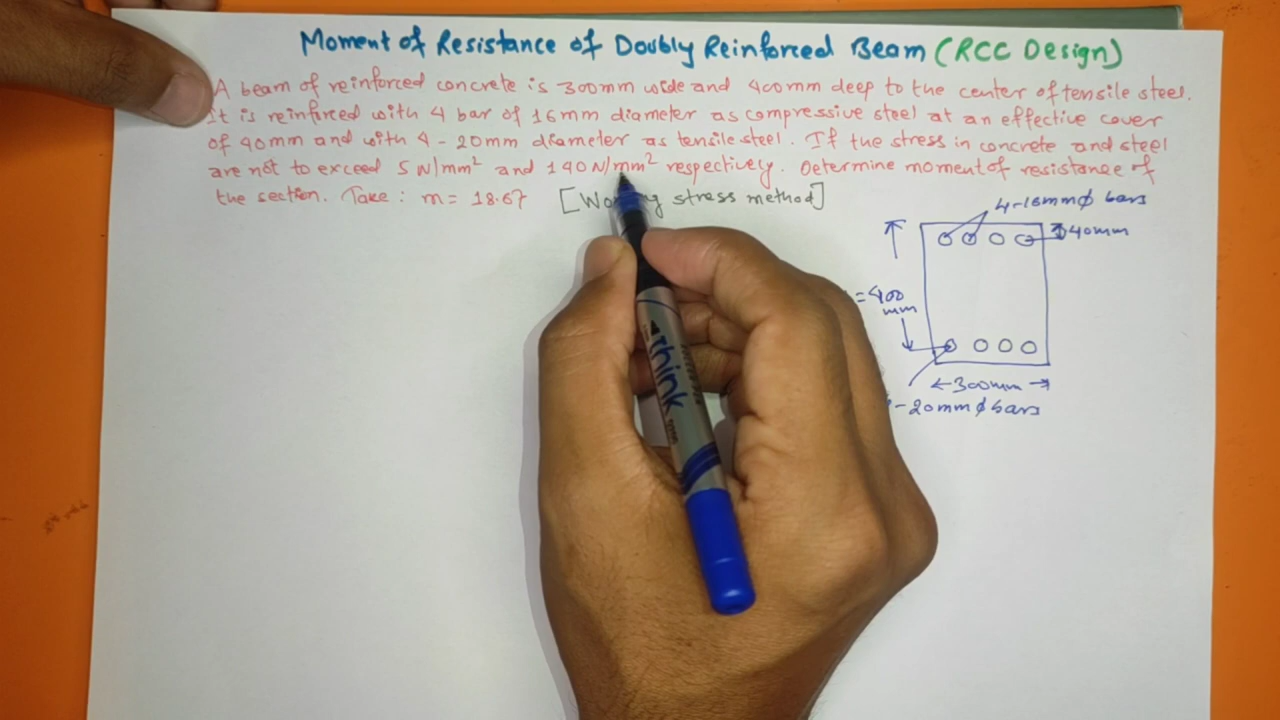 Moment of Resistance of Doubly Reinforced Beam (RCC Design)
A beam of reinforced concrete is 300mm wide and 400mm deep to the center of tensile steel.
It is reinforced with 4 bar of 16mm diameter as compressive steel at an effective cover
of 40mm and with 4-20mm diameter as tensile steel. If the stress in concrete and steel
are not to exceed 5 N/mm² and 140 N/mm² respectively. Determine moment of resistance of
the section. Take: m = 18.67 [Wo y stress method]
4-16mmϕ bars
40mm
=400
mm
300mm
-20mmϕ bars
think